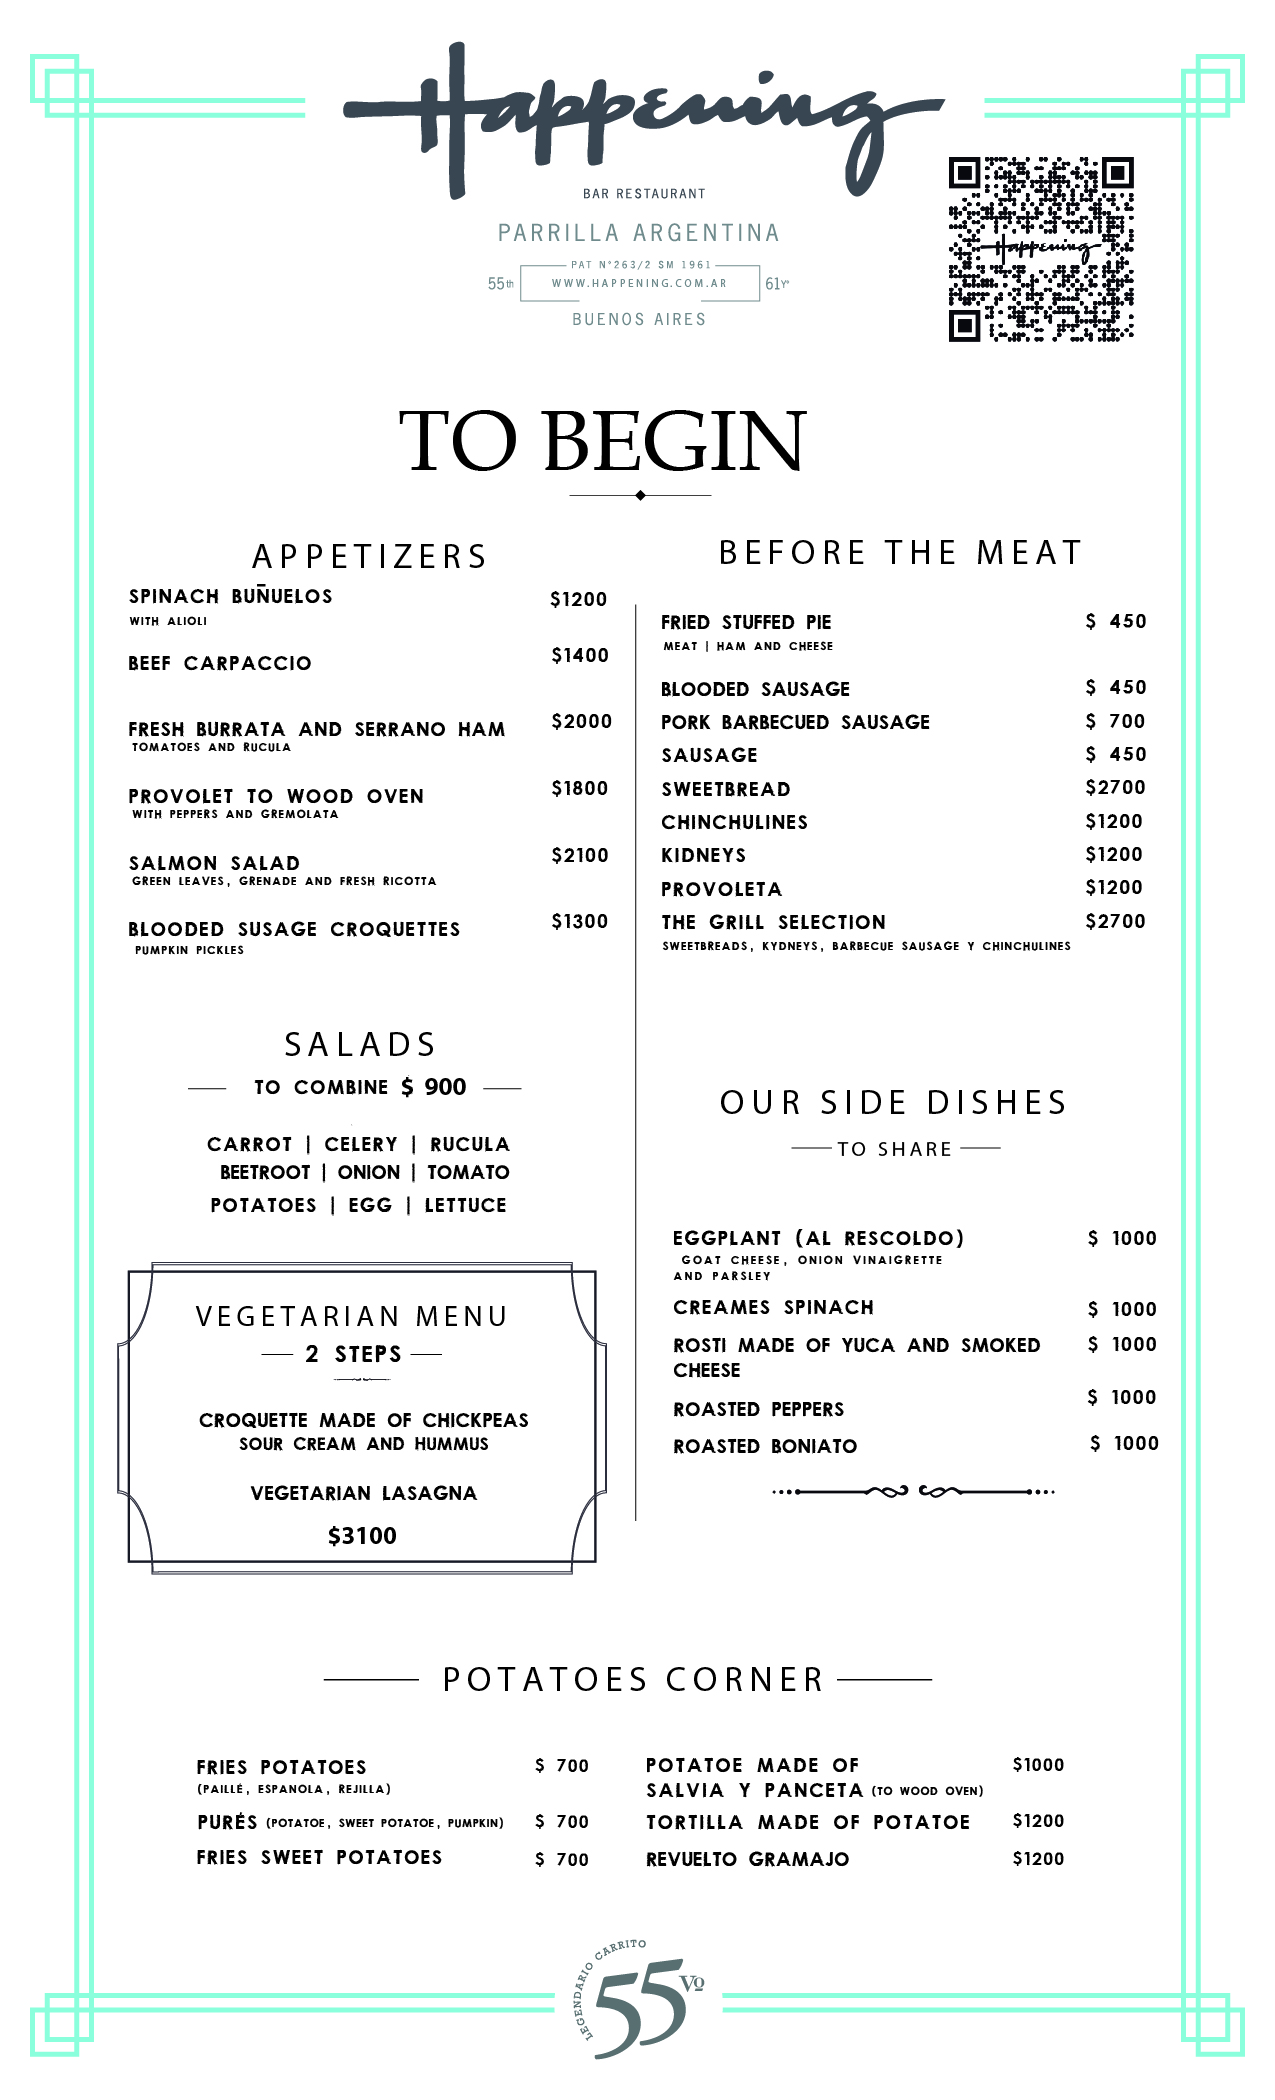 Happening
BAR RESTAURANT
PARRILLA ARGENTINA
PAT N°263/2 SM 1961
55th WWW.HAPPENING.COM.AR 61Yº
BUENOS AIRES
Happening
TO BEGIN
APPETIZERS
SPINACH BUÑUELOS $1200
WITH ALIOLI
BEEF CARPACCIO $1400
FRESH BURRATA AND SERRANO HAM $2000
TOMATOES AND RUCULA
PROVOLET TO WOOD OVEN $1800
WITH PEPPERS AND GREMOLATA
SALMON SALAD $2100
GREEN LEAVES, GRENADE AND FRESH RICOTTA
BLOODED SUSAGE CROQUETTES $1300
PUMPKIN PICKLES
SALADS
TO COMBINE $ 900
CARROT | CELERY | RUCULA
BEETROOT | ONION | TOMATO
POTATOES | EGG | LETTUCE
VEGETARIAN MENU
2 STEPS
CROQUETTE MADE OF CHICKPEAS
SOUR CREAM AND HUMMUS
VEGETARIAN LASAGNA
$3100
BEFORE THE MEAT
FRIED STUFFED PIE $ 450
MEAT | HAM AND CHEESE
BLOODED SAUSAGE $ 450
PORK BARBECUED SAUSAGE $ 700
SAUSAGE $ 450
SWEETBREAD $2700
CHINCHULINES $1200
KIDNEYS $1200
PROVOLETA $1200
THE GRILL SELECTION $2700
SWEETBREADS, KYDNEYS, BARBECUE SAUSAGE Y CHINCHULINES
OUR SIDE DISHES
TO SHARE
EGGPLANT (AL RESCOLDO) $ 1000
GOAT CHEESE, ONION VINAIGRETTE
AND PARSLEY
CREAMES SPINACH $ 1000
ROSTI MADE OF YUCA AND SMOKED $ 1000
CHEESE
ROASTED PEPPERS $ 1000
ROASTED BONIATO $ 1000
POTATOES CORNER
FRIES POTATOES $ 700
(PAILLÉ, ESPANOLA, REJILLA)
PURÉS (POTATOE, SWEET POTATOE, PUMPKIN) $ 700
FRIES SWEET POTATOES $ 700
POTATOE MADE OF $1000
SALVIA Y PANCETA (TO WOOD OVEN)
TORTILLA MADE OF POTATOE $1200
REVUELTO GRAMAJO $1200
LEGENDARIO CARRITO
55 Vº